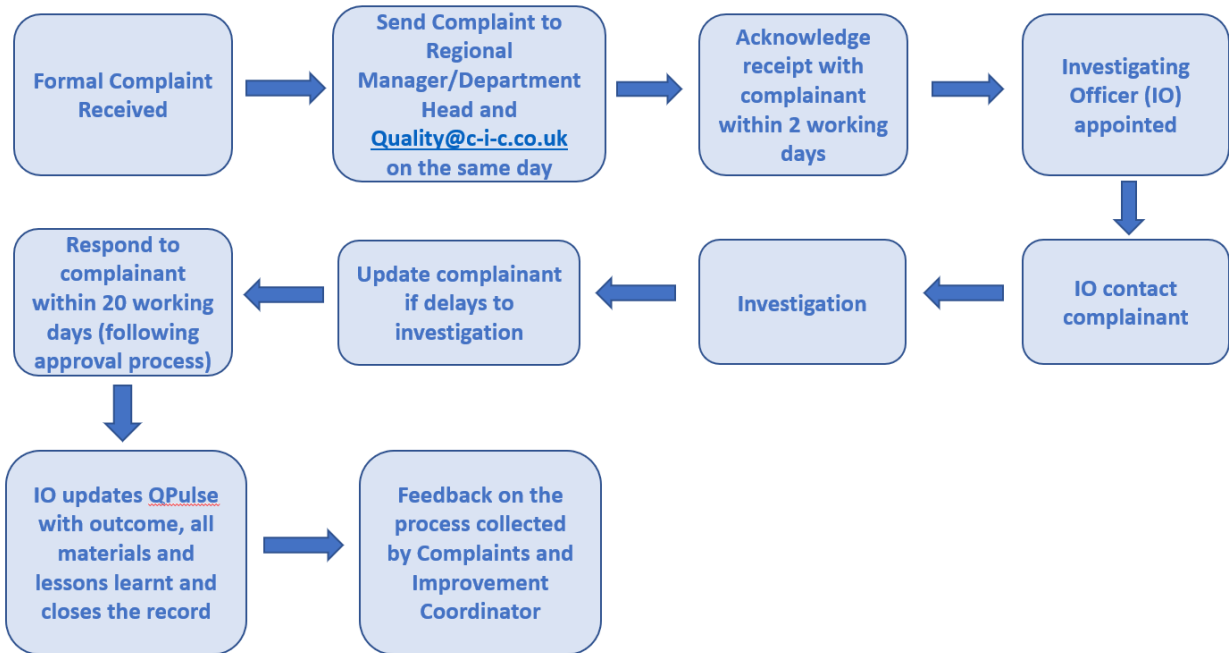 Formal Complaint
Received
Send Complaint to
Regional
Manager/Department
Head and
Quality@c-i-c.co.uk
on the same day
Acknowledge
receipt with
complainant
within 2 working
days
Investigating
Officer (IO)
appointed
IO contact
complainant
Investigation
Update complainant
if delays to
investigation
Respond to
complainant
within 20 working
days (following
approval process)
IO updates QPulse
with outcome, all
materials and
lessons learnt and
closes the record
Feedback on the
process collected
by Complaints and
Improvement
Coordinator